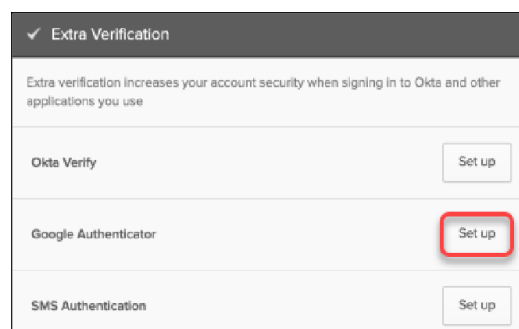 ✓ Extra Verification
Extra verification increases your account security when signing in to Okta and other
applications you use
Okta Verify
Set up
Google Authenticator
Set up
SMS Authentication
Set up